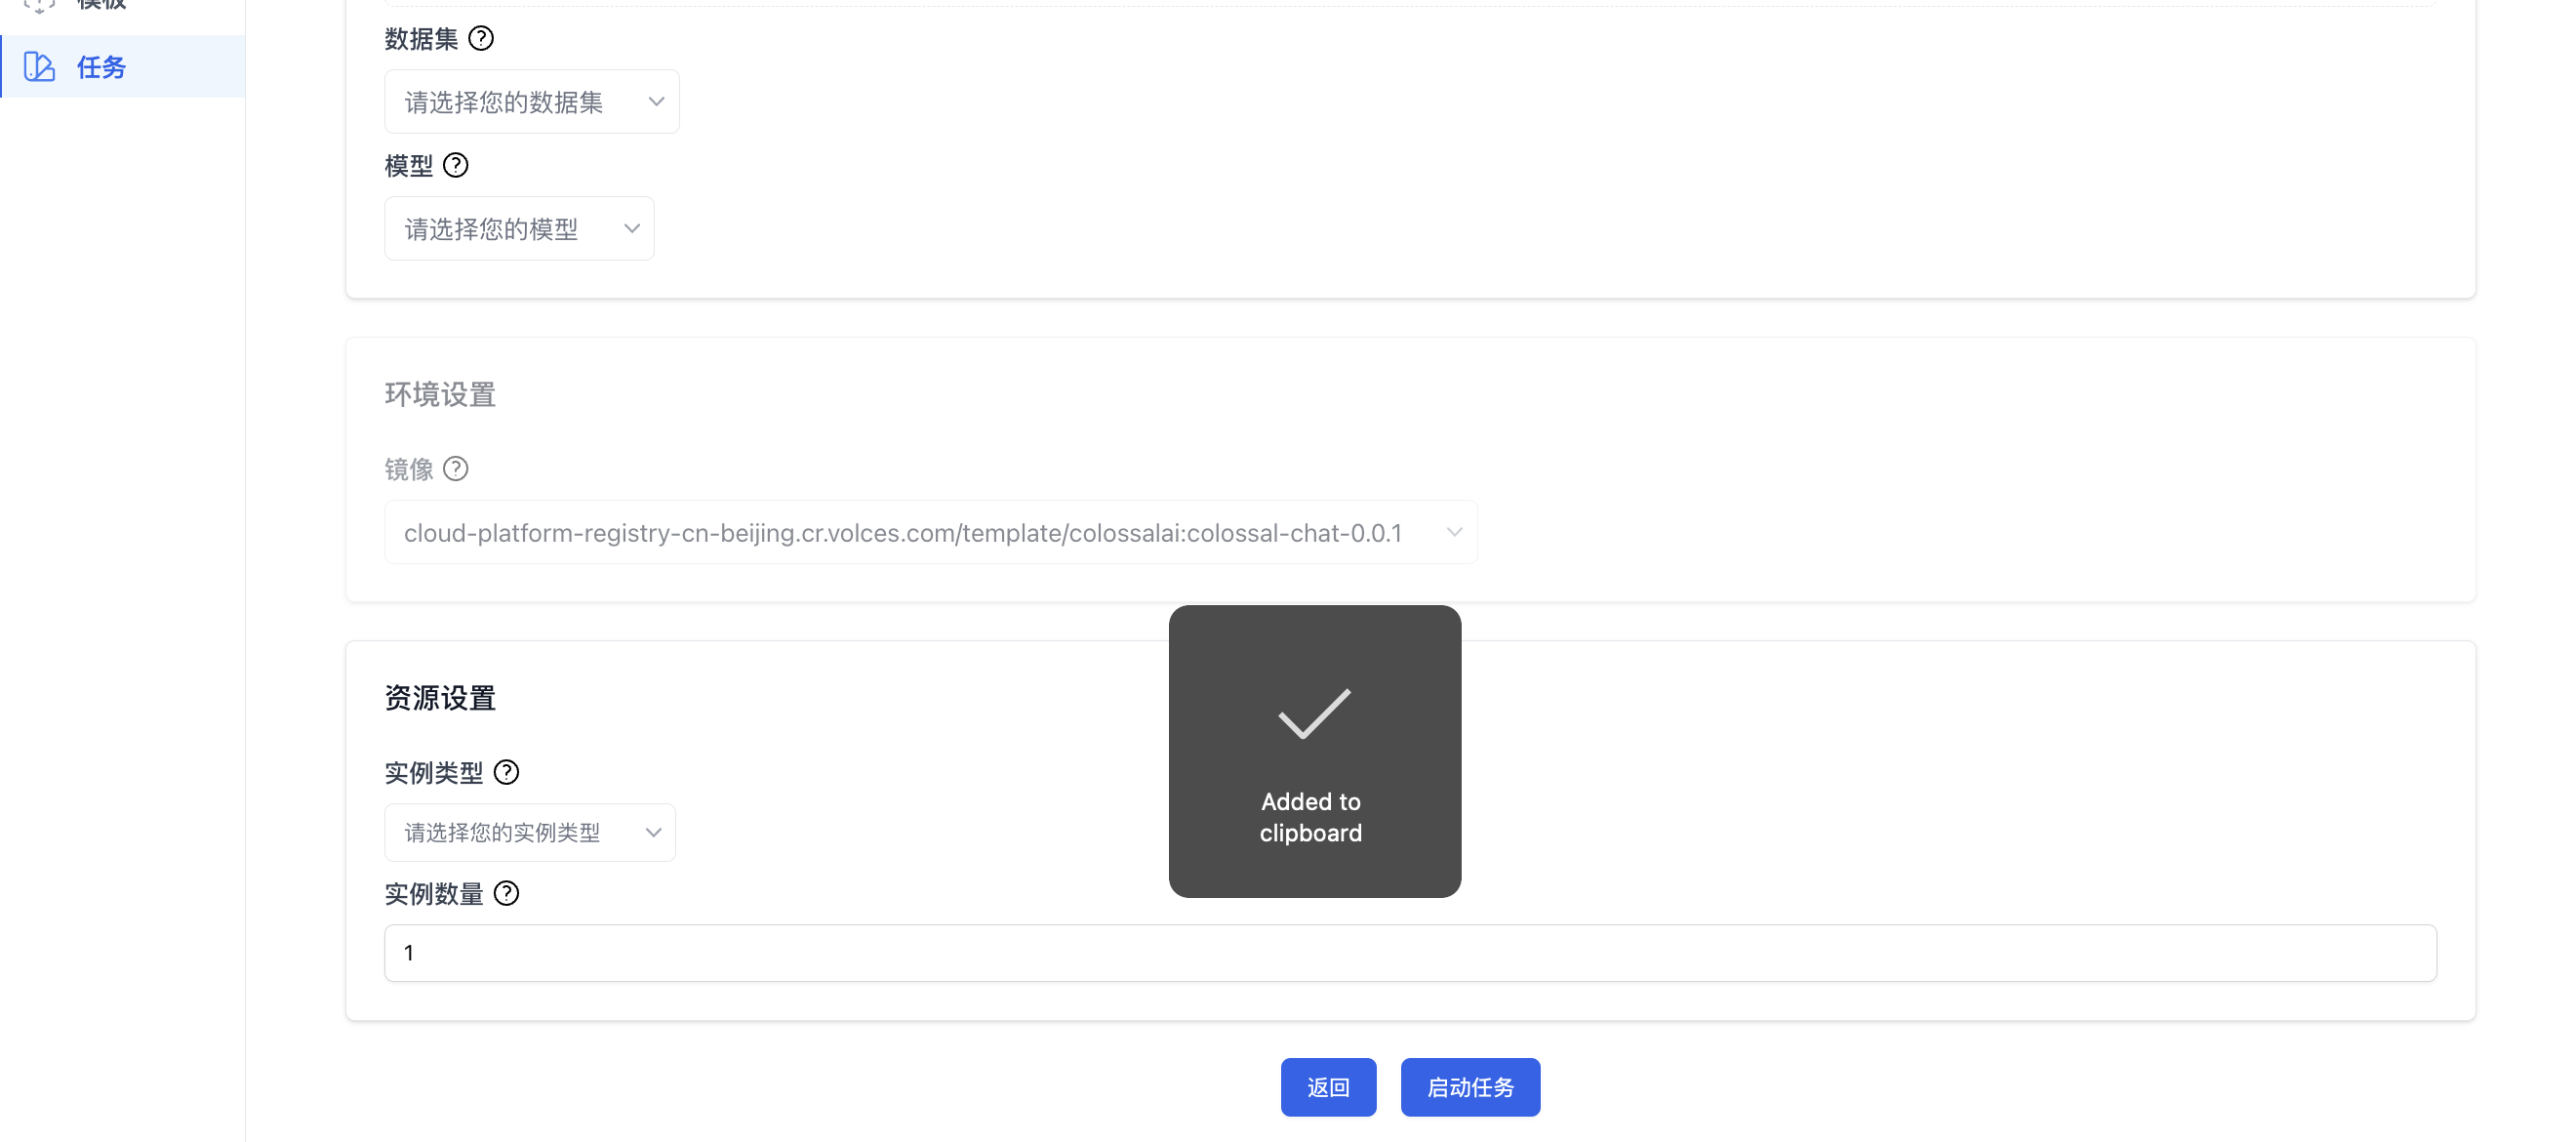 模板
任务
数据集
请选择您的数据集
模型
请选择您的模型
环境设置
镜像
cloud-platform-registry-cn-beijing.cr.volces.com/template/colossalai:colossal-chat-0.0.1
资源设置
实例类型
请选择您的实例类型
实例数量
1
Added to
clipboard
返回
启动任务